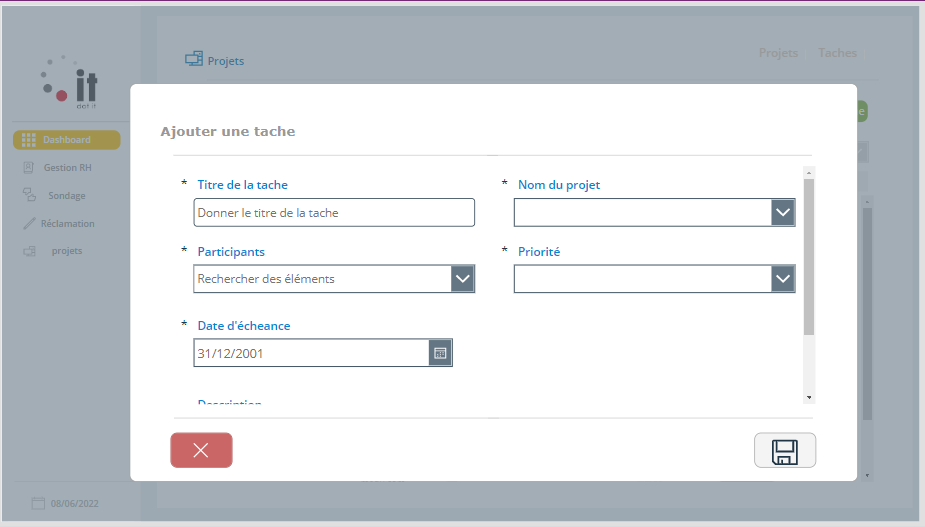 .it
dot it
Projets
Projets Taches
Dashboard
Gestion RH
Sondage
Réclamation
projets
08/06/2022
Ajouter une tache
* Titre de la tache
Donner le titre de la tache
* Nom du projet
* Participants
Rechercher des éléments
* Priorité
* Date d'écheance
31/12/2001
Description